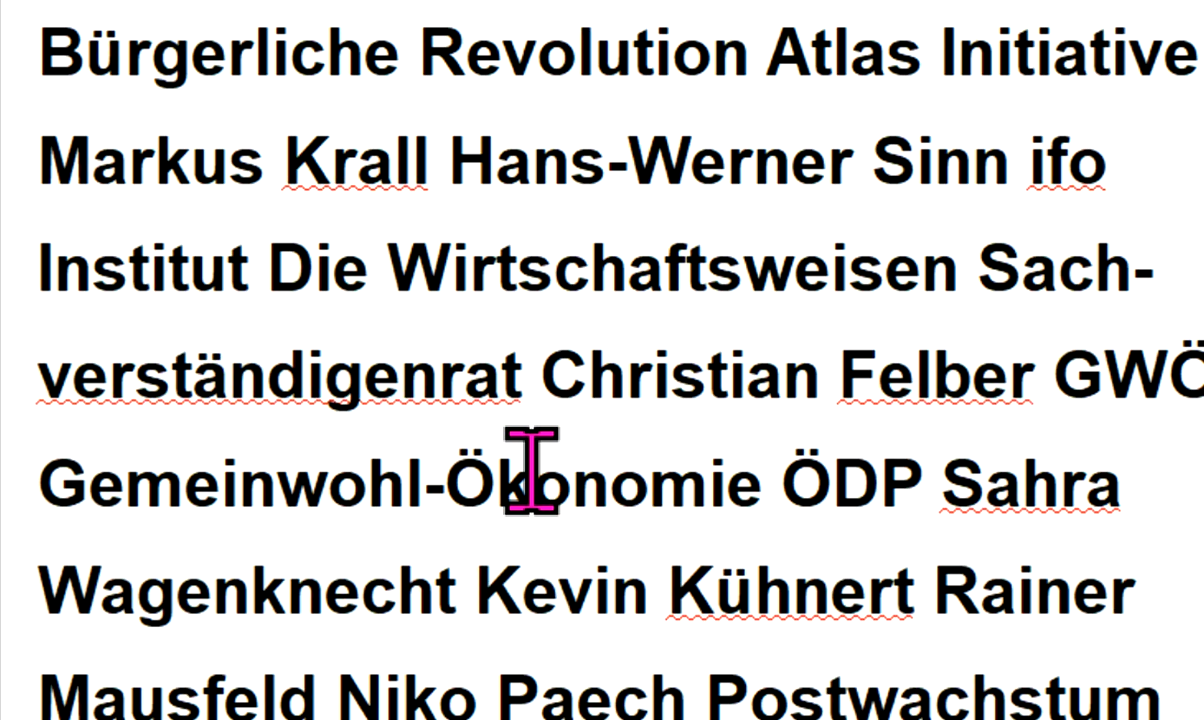 Bürgerliche Revolution Atlas Initiative
Markus Krall Hans-Werner Sinn ifo
Institut Die Wirtschaftsweisen Sach-
verständigenrat Christian Felber GWÖ
Gemeinwohl-Ökonomie ÖDP Sahra
Wagenknecht Kevin Kühnert Rainer
Mausfeld Niko Paech Postwachstum